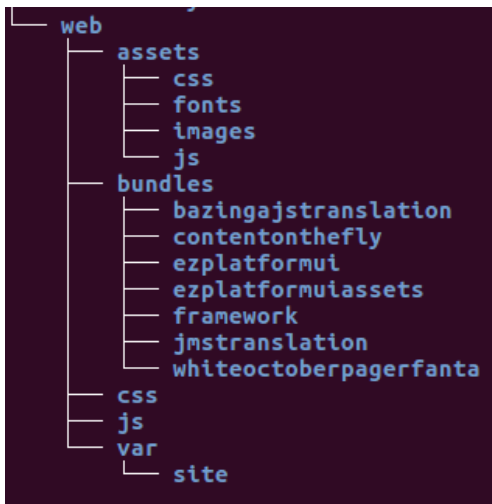 web
assets
css
fonts
images
js
bundles
bazingajstranslation
contentonthefly
ezplatformui
ezplatformuiassets
framework
jmstranslation
whiteoctoberpagerfanta
css
js
var
site